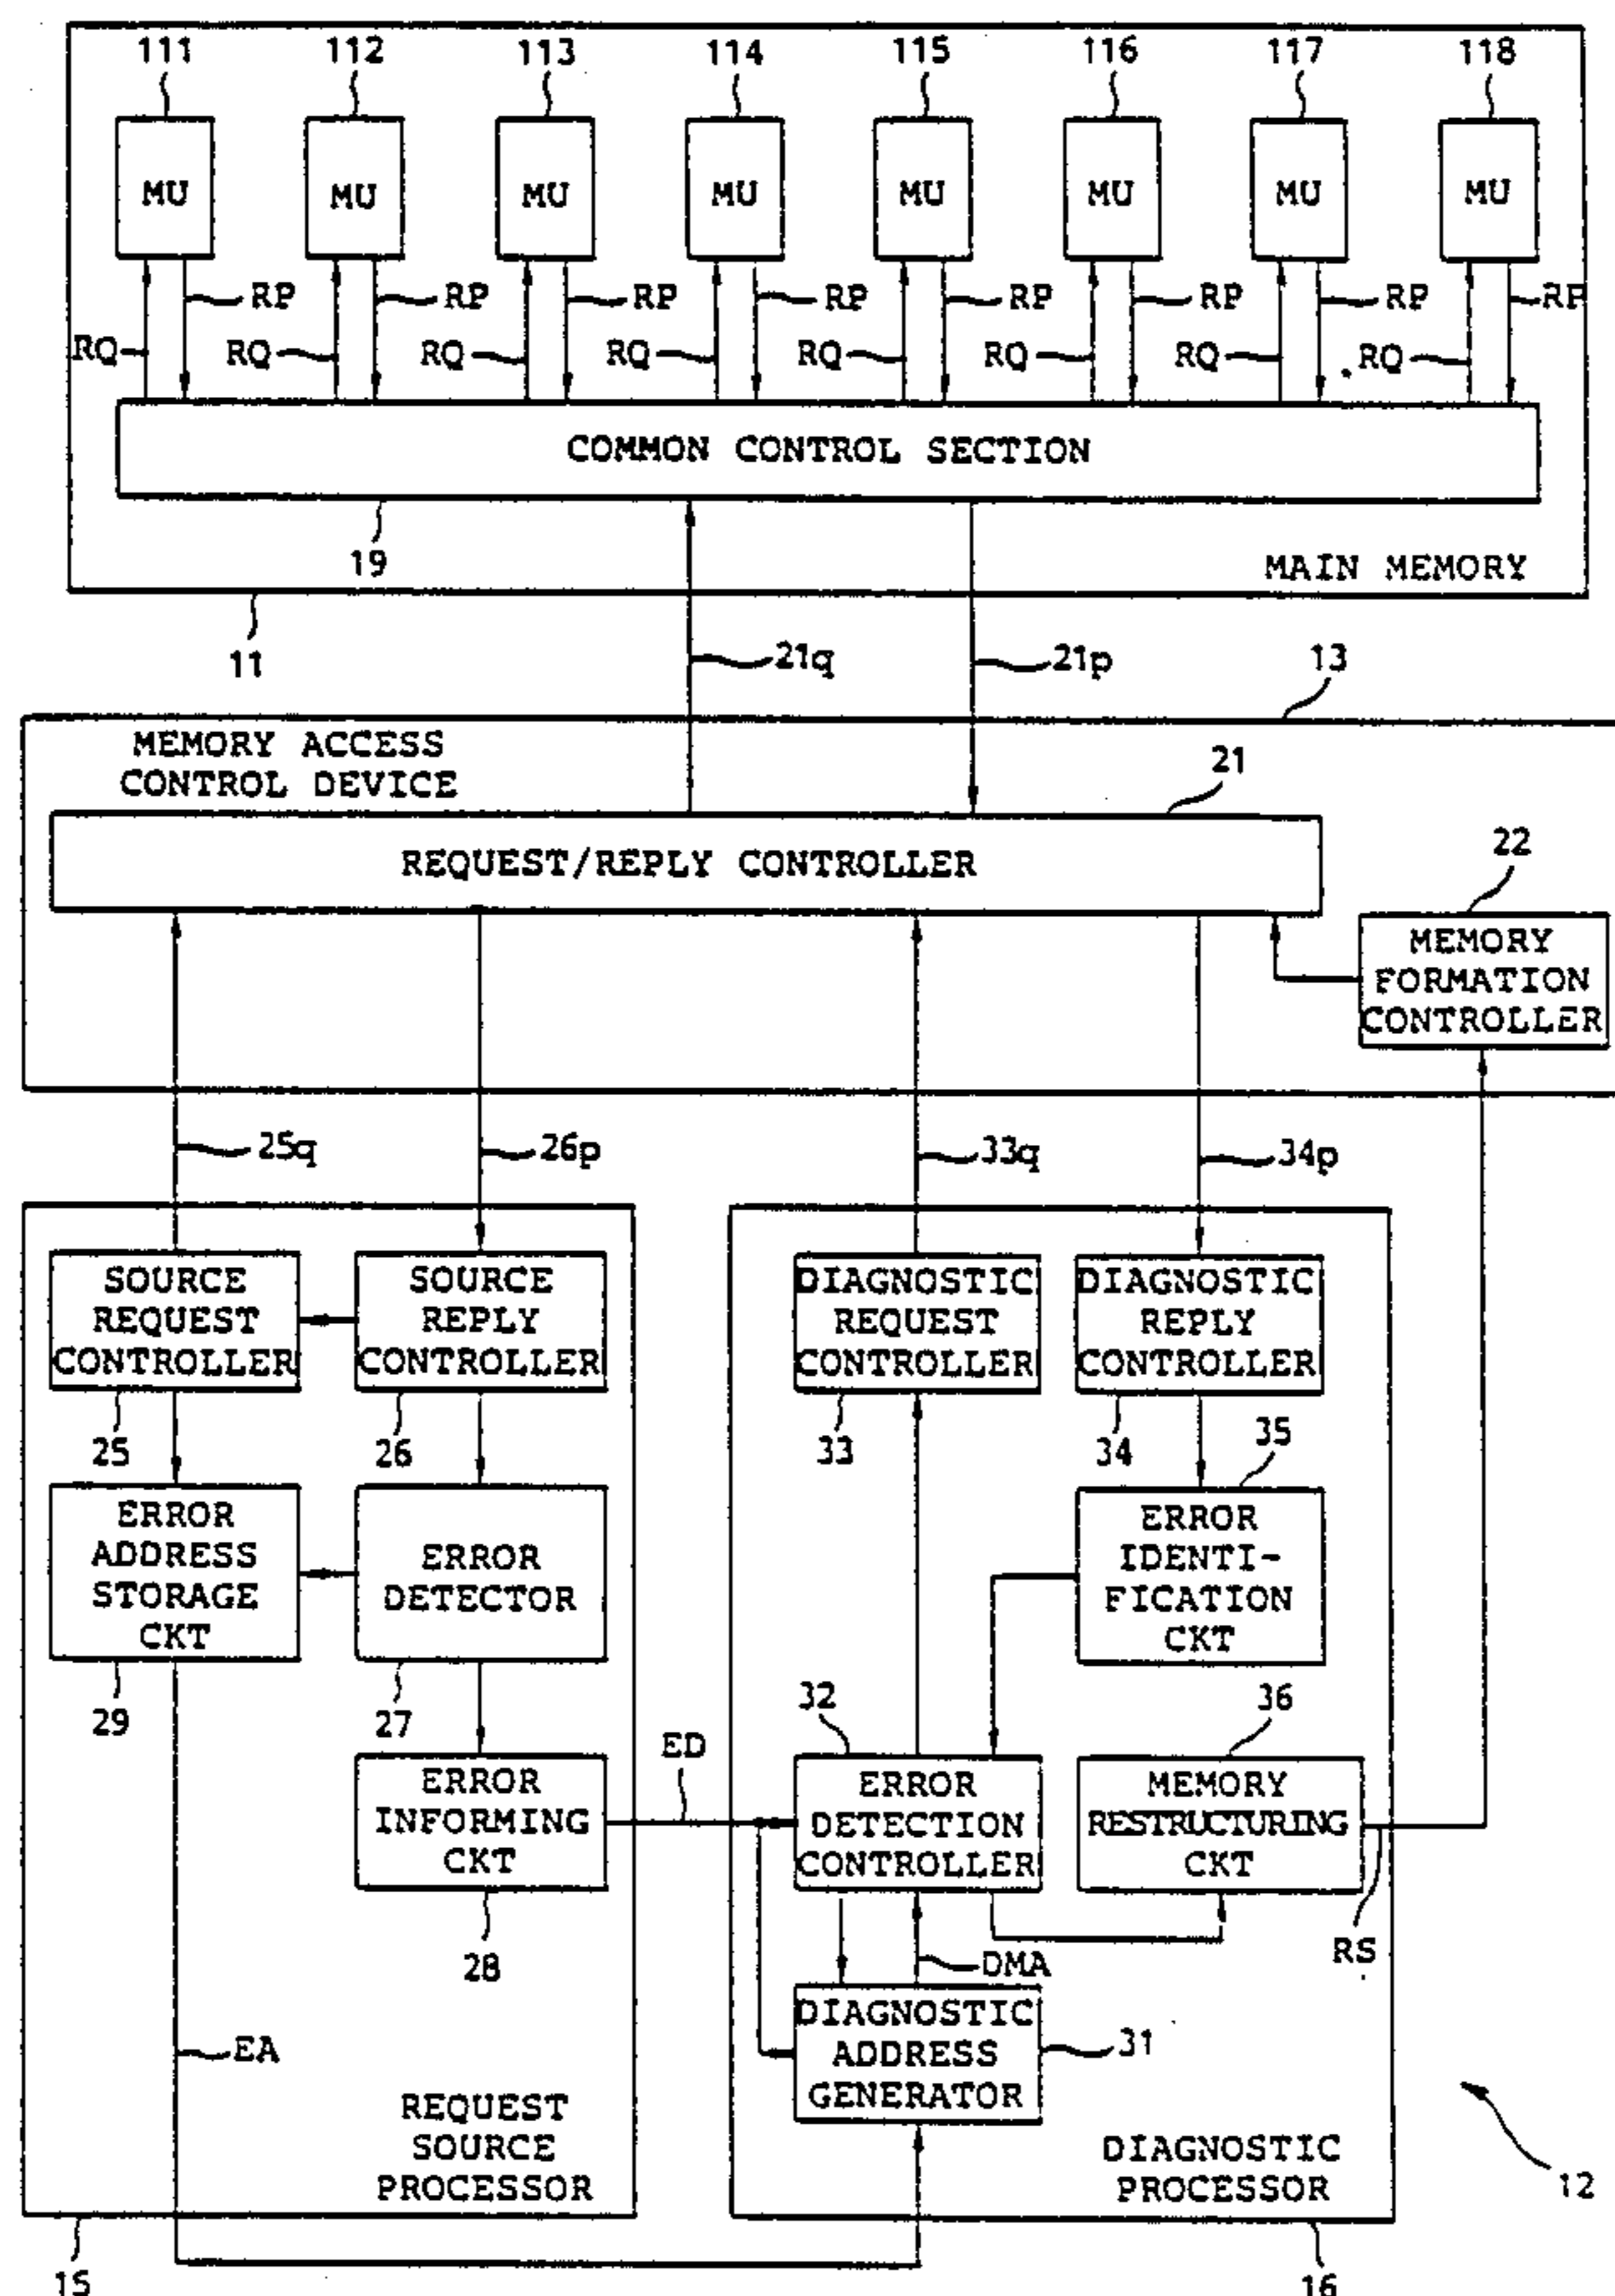 111 112 113 114 115 116 117 118
MU MU MU MU MU MU MU MU
RP RP RP RP RP RP RP RP
RQ RQ RQ RQ RQ RQ RQ RQ
COMMON CONTROL SECTION
19
MAIN MEMORY
11
21q 21p
13
MEMORY ACCESS
CONTROL DEVICE
21
REQUEST/REPLY CONTROLLER
22
MEMORY
FORMATION
CONTROLLER
25q 26p 33q 34p
SOURCE
REQUEST
CONTROLLER
SOURCE
REPLY
CONTROLLER
DIAGNOSTIC
REQUEST
CONTROLLER
DIAGNOSTIC
REPLY
CONTROLLER
25 26 33 34 35
ERROR
ADDRESS
STORAGE
CKT
ERROR
DETECTOR
ERROR
IDENTI-
FICATION
CKT
29 27 32 36
ED
ERROR
INFORMING
CKT
ERROR
DETECTION
CONTROLLER
MEMORY
RESTRUCTURING
CKT
28
DMA
RS
DIAGNOSTIC
ADDRESS
GENERATOR
31
EA
REQUEST
SOURCE
PROCESSOR
DIAGNOSTIC
PROCESSOR
12
15 16